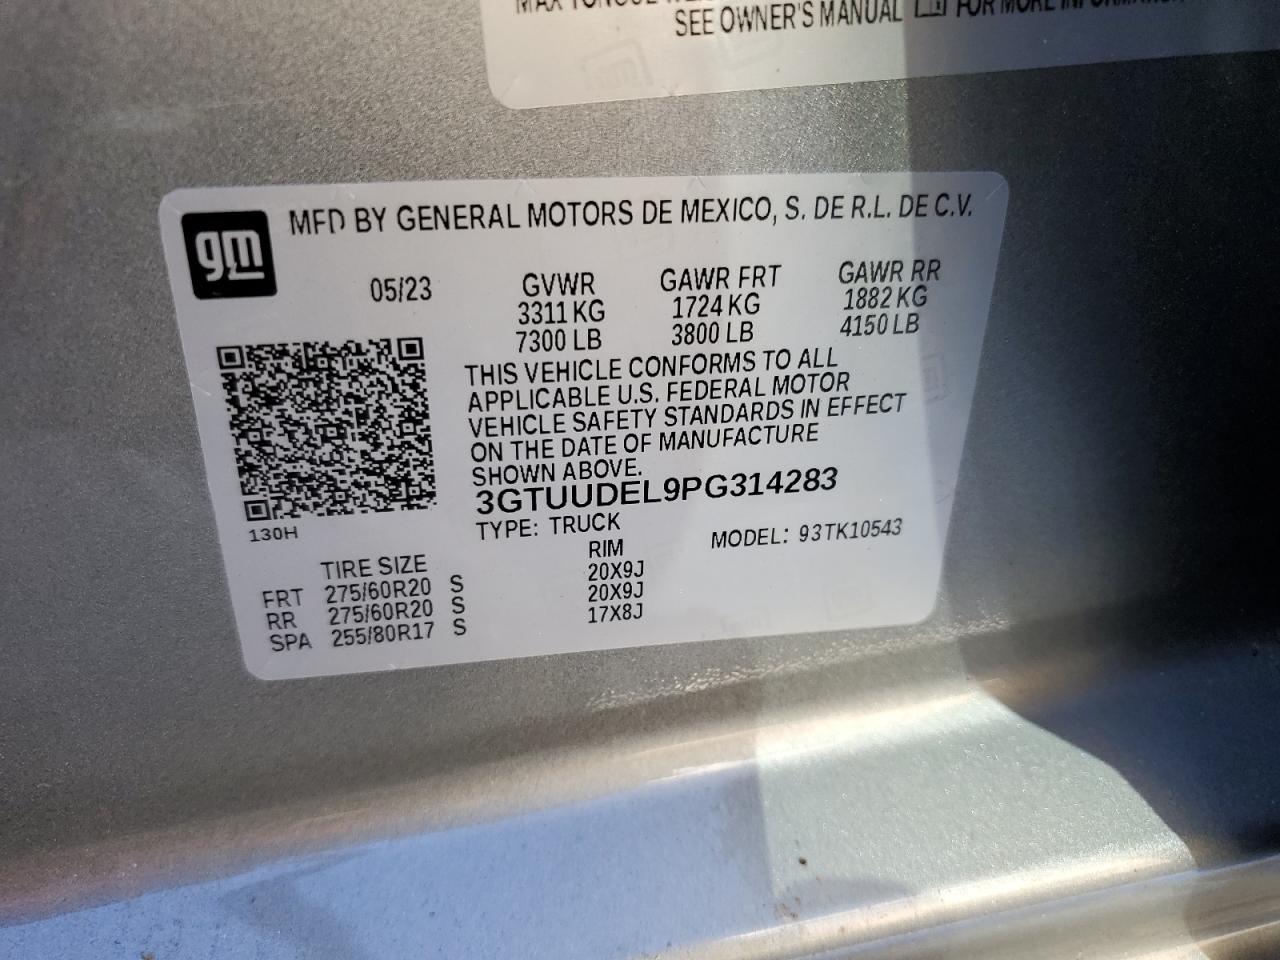 SEE OWNER'S MANUAL FOR MORE INFORMATION
gm
MFD BY GENERAL MOTORS DE MEXICO, S. DE R.L. DE C.V.
05/23
GVWR GAWR FRT GAWR RR
3311 KG 1724 KG 1882 KG
7300 LB 3800 LB 4150 LB
THIS VEHICLE CONFORMS TO ALL
APPLICABLE U.S. FEDERAL MOTOR
VEHICLE SAFETY STANDARDS IN EFFECT
ON THE DATE OF MANUFACTURE
SHOWN ABOVE.
3GTUUDEL9PG314283
130H
TYPE: TRUCK MODEL: 93TK10543
TIRE SIZE RIM
FRT 275/60R20 S 20X9J
RR 275/60R20 S 20X9J
SPA 255/80R17 S 17X8J